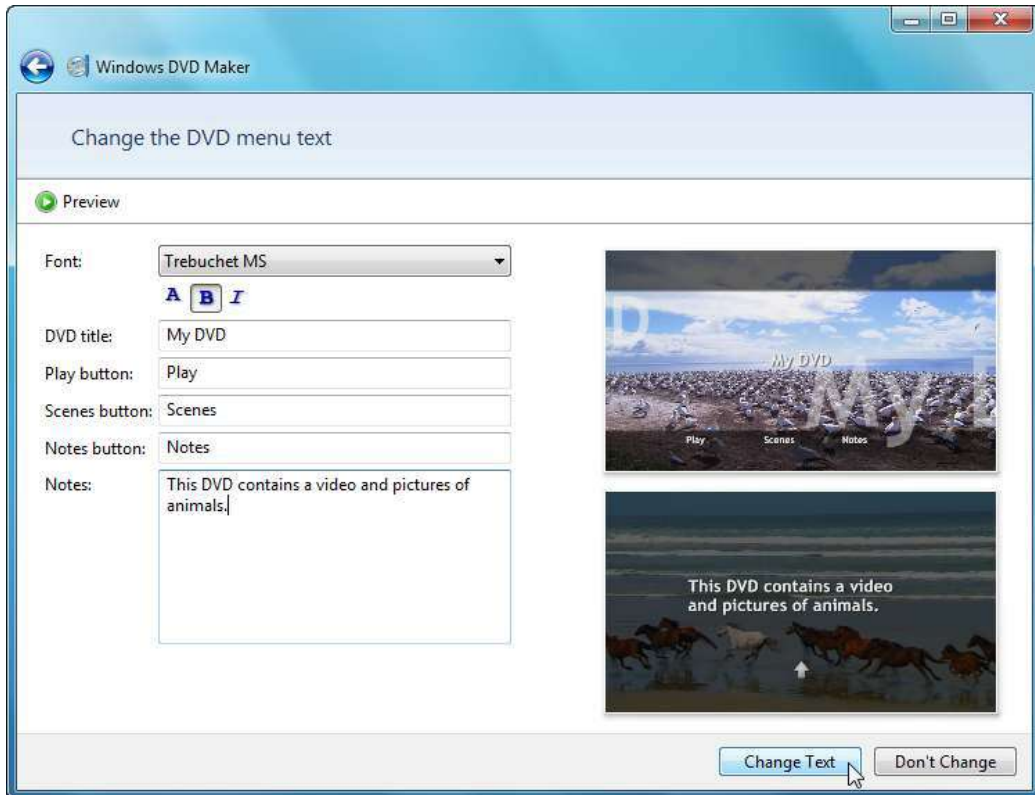 Windows DVD Maker
Change the DVD menu text
Preview
Font:
Trebuchet MS
A B I
DVD title:
My DVD
Play button:
Play
Scenes button:
Scenes
Notes button:
Notes
Notes:
This DVD contains a video and pictures of
animals.
D
My DVD
My D
Play Scenes Notes
This DVD contains a video
and pictures of animals.
Change Text
Don't Change